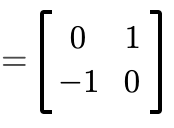 = [ 0 1
-1 0 ]